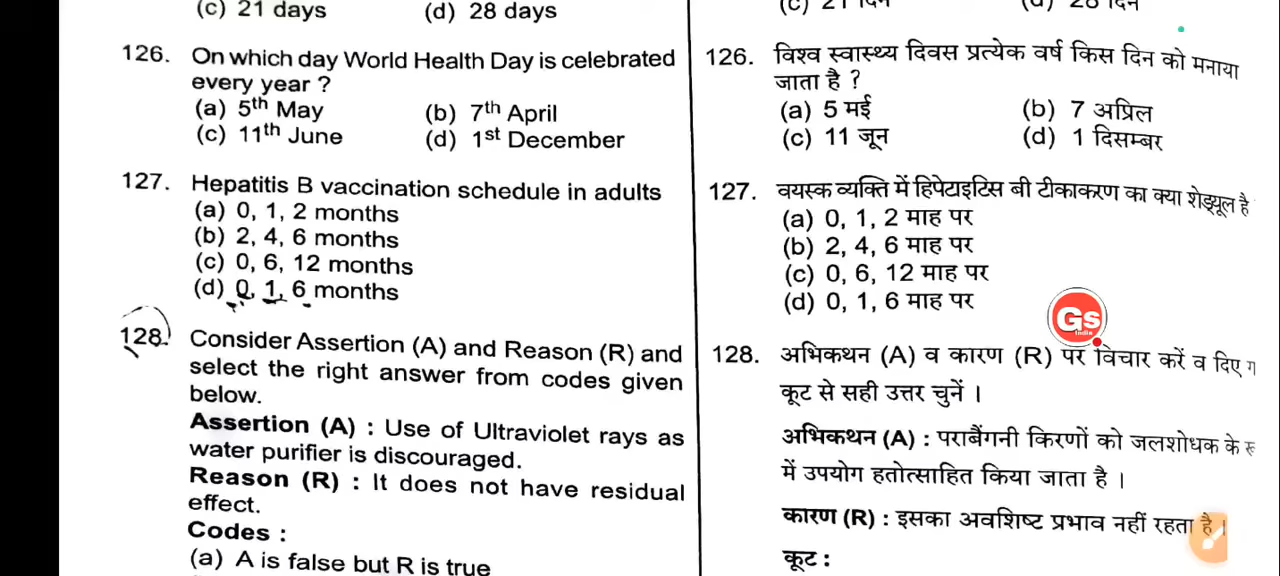 (c) 21 days (d) 28 days
126. On which day World Health Day is celebrated
every year ?
(a) 5th May (b) 7th April
(c) 11th June (d) 1st December
127. Hepatitis B vaccination schedule in adults
(a) 0, 1, 2 months
(b) 2, 4, 6 months
(c) 0, 6, 12 months
(d) 0, 1, 6 months
128. Consider Assertion (A) and Reason (R) and
select the right answer from codes given
below.
Assertion (A) : Use of Ultraviolet rays as
water purifier is discouraged.
Reason (R) : It does not have residual
effect.
Codes :
(a) A is false but R is true
(c) 21 दिन (d) 28 दिन
126. विश्व स्वास्थ्य दिवस प्रत्येक वर्ष किस दिन को मनाया
जाता है ?
(a) 5 मई (b) 7 अप्रिल
(c) 11 जून (d) 1 दिसम्बर
127. वयस्क व्यक्ति में हिपेटाइटिस बी टीकाकरण का क्या शेड्यूल है
(a) 0, 1, 2 माह पर
(b) 2, 4, 6 माह पर
(c) 0, 6, 12 माह पर
(d) 0, 1, 6 माह पर
Gs
India
128. अभिकथन (A) व कारण (R) पर विचार करें व दिए
कूट से सही उत्तर चुनें ।
अभिकथन (A) : पराबैंगनी किरणों को जलशोधक के
में उपयोग हतोत्साहित किया जाता है ।
कारण (R) : इसका अवशिष्ट प्रभाव नहीं रहता है ।
कूट :